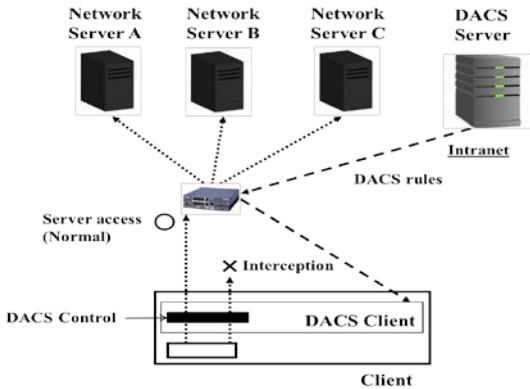 Network
Server A
Network
Server B
Network
Server C
DACS
Server
Intranet
DACS rules
Server access
(Normal)
Interception
DACS Control
DACS Client
Client